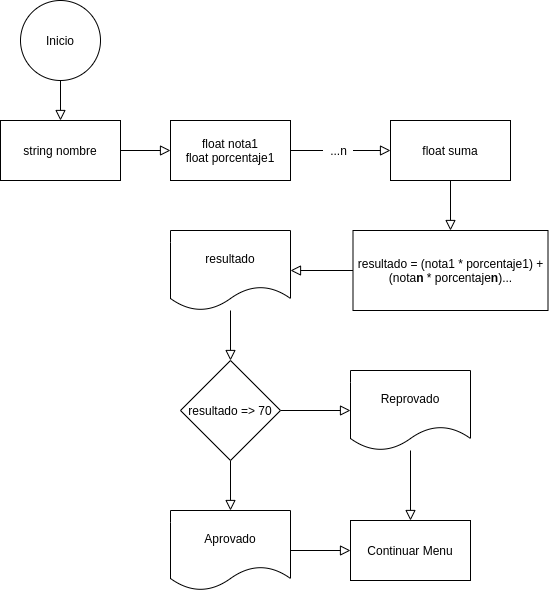 Inicio
string nombre
float nota1
float porcentaje1
...n
float suma
resultado
resultado = (nota1 * porcentaje1) +
(notan * porcentajen)...
resultado => 70
Reprovado
Aprovado
Continuar Menu